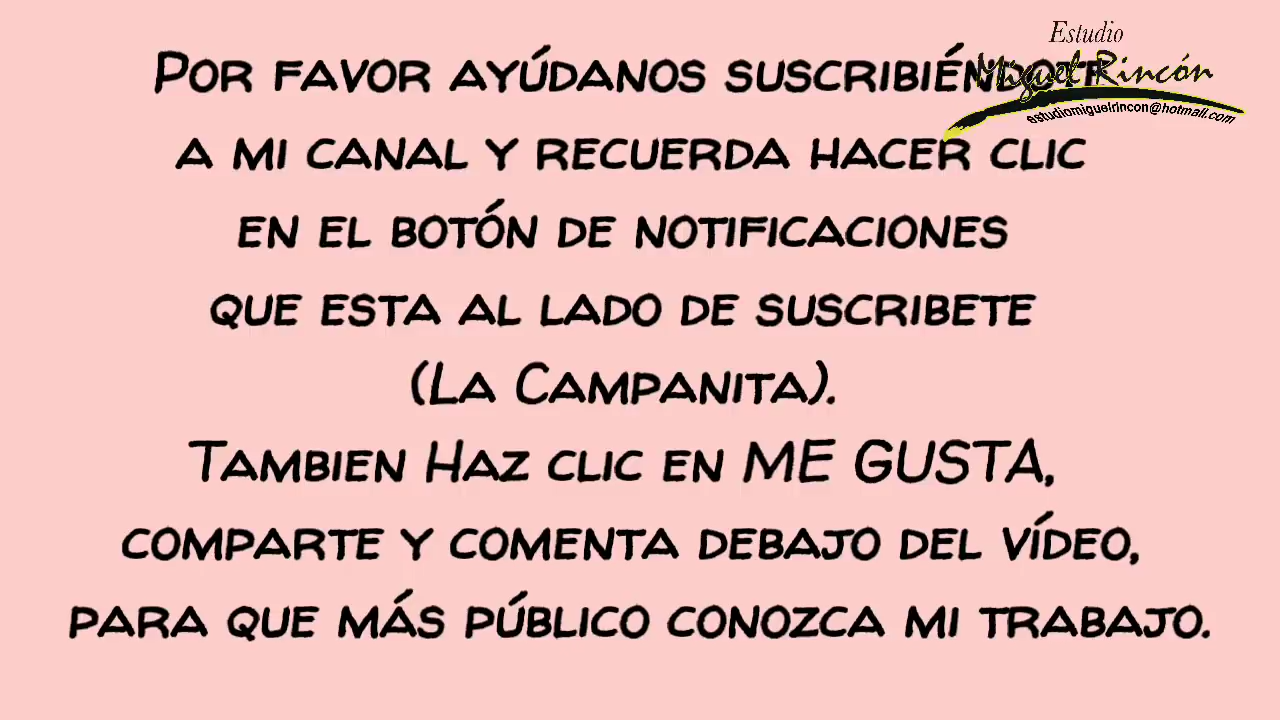 Estudio
Miguel Rincón
estudiomiguelrincon@hotmail.com
POR FAVOR AYÚDANOS SUSCRIBIÉNDOTE
A MI CANAL Y RECUERDA HACER CLIC
EN EL BOTÓN DE NOTIFICACIONES
QUE ESTA AL LADO DE SUSCRIBETE
(LA CAMPANITA).
TAMBIEN HAZ CLIC EN ME GUSTA,
COMPARTE Y COMENTA DEBAJO DEL VÍDEO,
PARA QUE MÁS PÚBLICO CONOZCA MI TRABAJO.